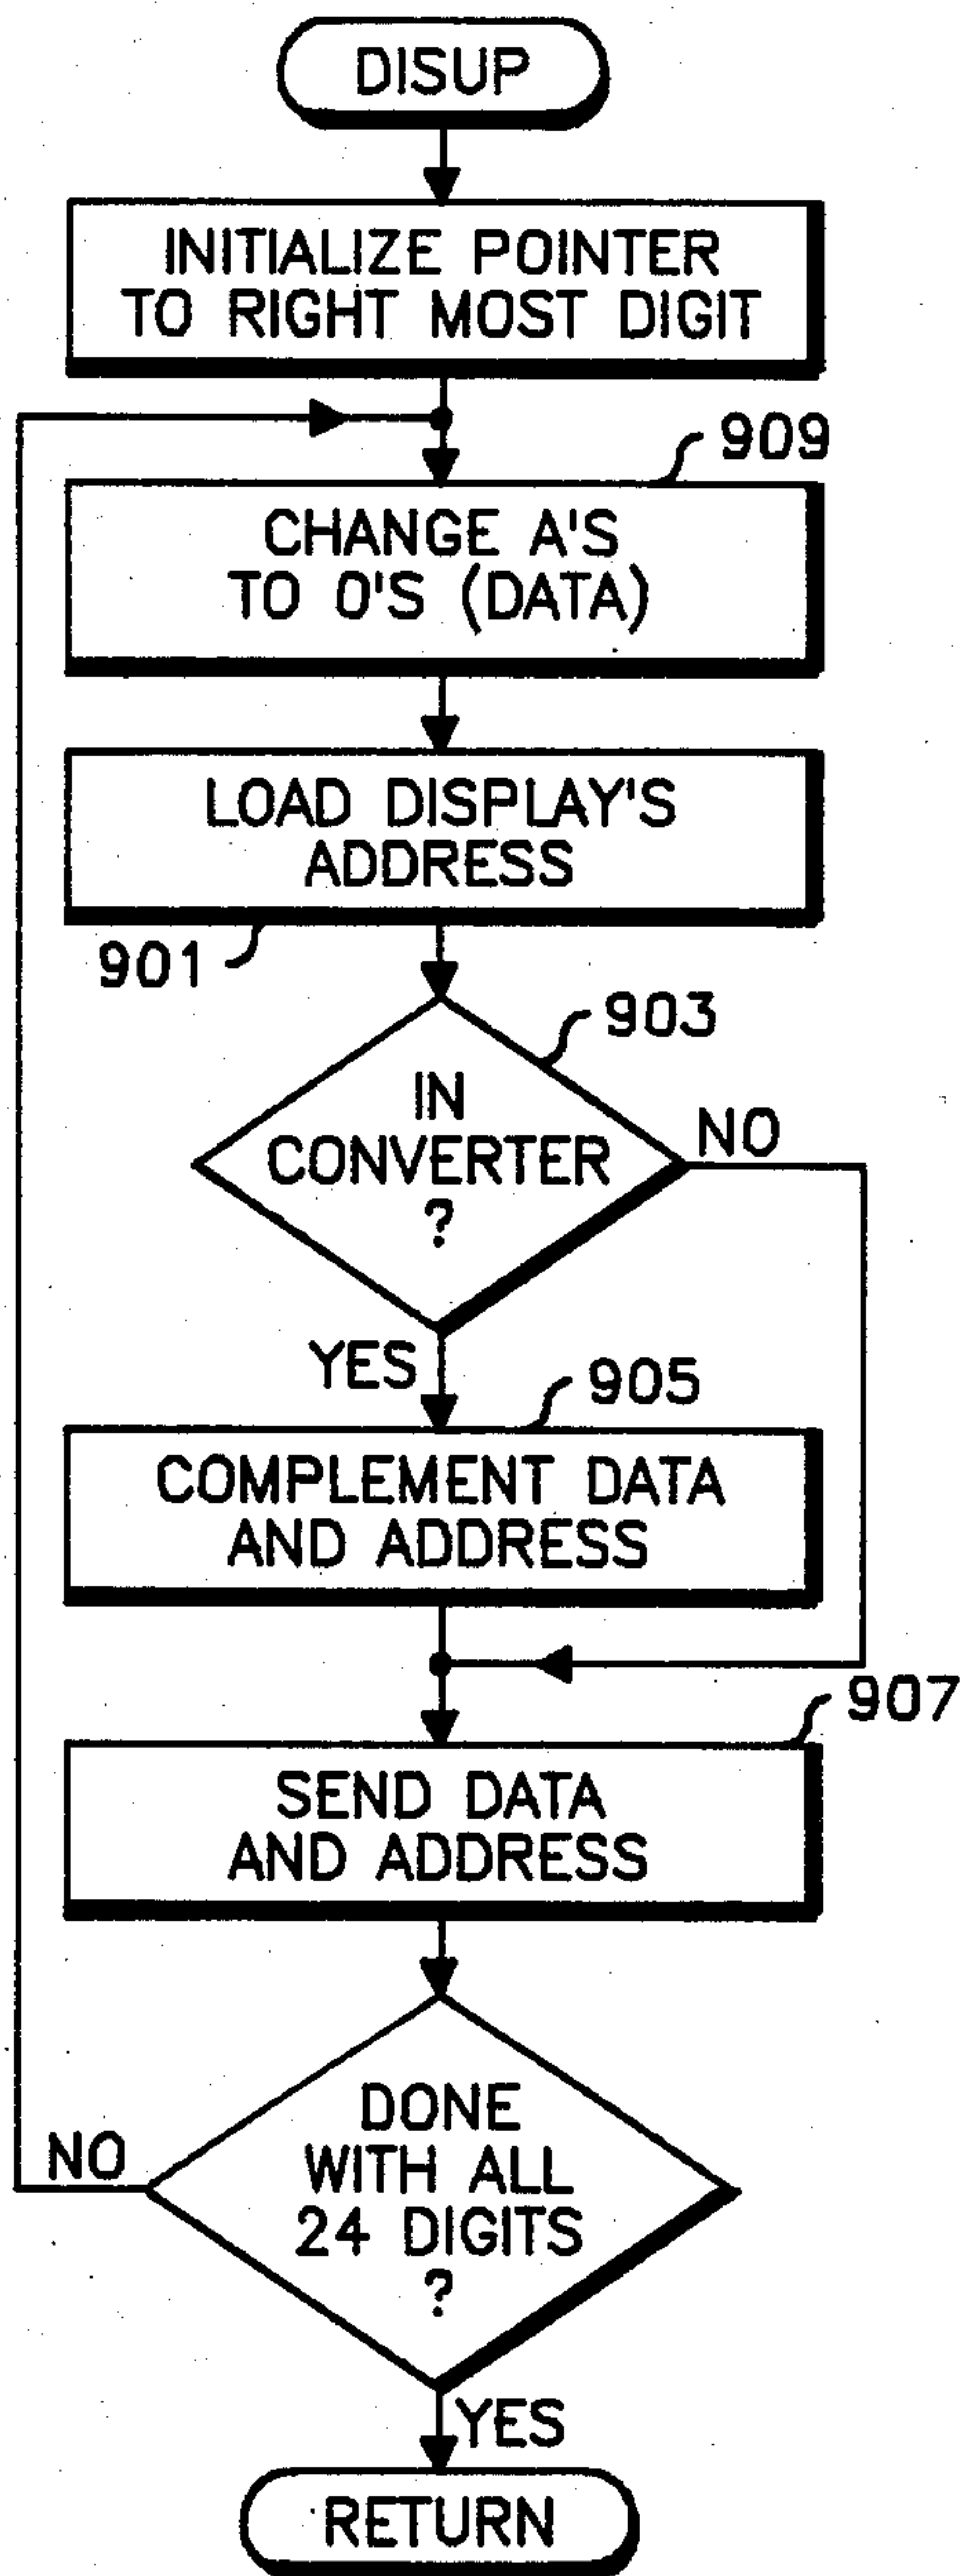 DISUP
INITIALIZE POINTER
TO RIGHT MOST DIGIT
909
CHANGE A'S
TO 0'S (DATA)
LOAD DISPLAY'S
ADDRESS
901
903
IN
CONVERTER
?
NO
YES
905
COMPLEMENT DATA
AND ADDRESS
907
SEND DATA
AND ADDRESS
DONE
WITH ALL
24 DIGITS
?
NO
YES
RETURN